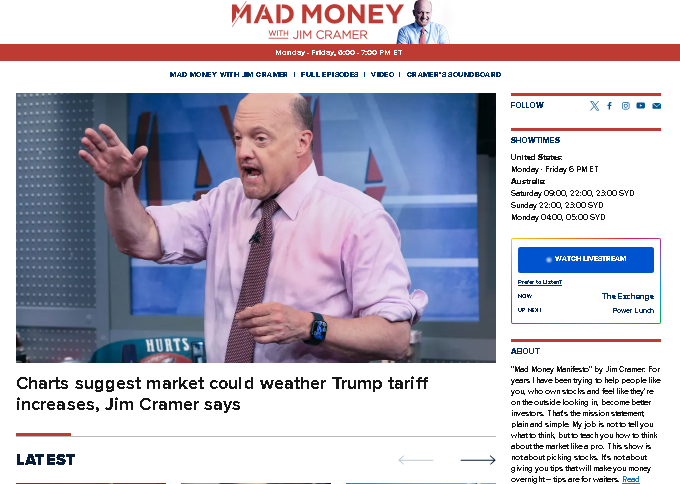 MAD MONEY
WITH JIM CRAMER
Monday - Friday, 6:00 - 7:00 PM ET
MAD MONEY WITH JIM CRAMER | FULL EPISODES | VIDEO | CRAMER'S SOUNDBOARD
HURTS
Charts suggest market could weather Trump tariff
increases, Jim Cramer says
LATEST
FOLLOW
SHOWTIMES
United States:
Monday - Friday 6 PM ET
Australia:
Saturday 09:00, 22:00, 23:00 SYD
Sunday 22:00, 23:00 SYD
Monday 04:00, 05:00 SYD
WATCH LIVESTREAM
Prefer to Listen?
NOW
The Exchange
UP NEXT
Power Lunch
ABOUT
"Mad Money Manifesto" by Jim Cramer: For
years I have been trying to help people like
you, who own stocks and feel like they're
on the outside looking in, become better
investors. That's the mission statement,
plain and simple. My job is not to tell you
what to think, but to teach you how to think
about the market like a pro. This show is
not about picking stocks. It's not about
giving you tips that will make you money
overnight – tips are for waiters. Read